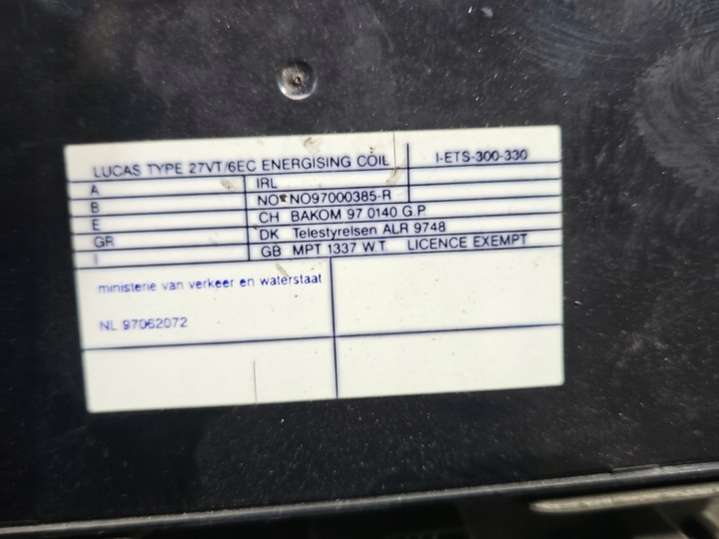 LUCAS TYPE 27VT/6EC ENERGISING COIL I-ETS-300-330
A IRL
B NO NO97000385-R
E CH BAKOM 97 0140 G.P.
GR DK Telestyrelsen ALR 9748
I GB MPT 1337 W.T. LICENCE EXEMPT
ministerie van verkeer en waterstaat
NL 97062072